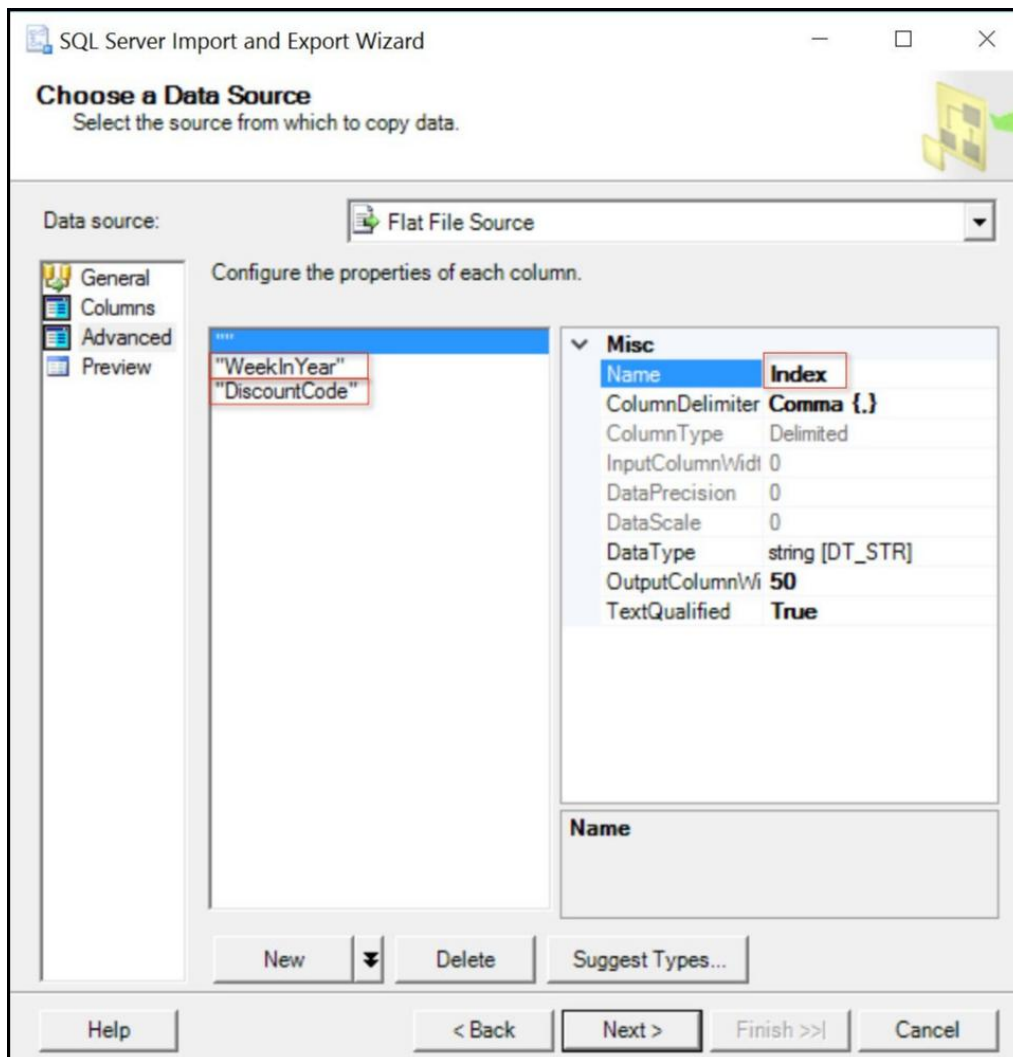 SQL Server Import and Export Wizard
Choose a Data Source
Select the source from which to copy data.
Data source:
Flat File Source
General
Columns
Advanced
Preview
Configure the properties of each column.
""
"WeekInYear"
"DiscountCode"
Misc
Name Index
ColumnDelimiter Comma {,}
ColumnType Delimited
InputColumnWidt 0
DataPrecision 0
DataScale 0
DataType string [DT_STR]
OutputColumnWi 50
TextQualified True
Name
New
Delete
Suggest Types...
Help
< Back
Next >
Finish >>|
Cancel